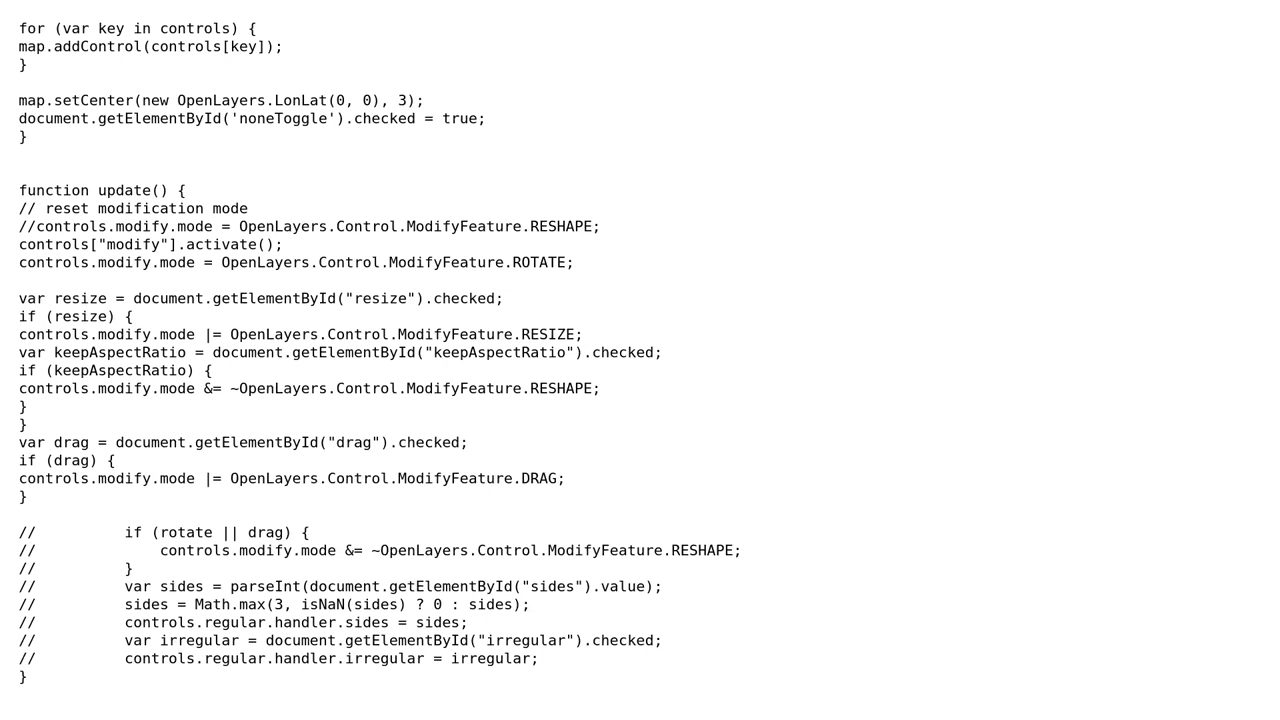 for (var key in controls) {
map.addControl(controls[key]);
}

map.setCenter(new OpenLayers.LonLat(0, 0), 3);
document.getElementById('noneToggle').checked = true;
}


function update() {
// reset modification mode
//controls.modify.mode = OpenLayers.Control.ModifyFeature.RESHAPE;
controls["modify"].activate();
controls.modify.mode = OpenLayers.Control.ModifyFeature.ROTATE;

var resize = document.getElementById("resize").checked;
if (resize) {
controls.modify.mode |= OpenLayers.Control.ModifyFeature.RESIZE;
var keepAspectRatio = document.getElementById("keepAspectRatio").checked;
if (keepAspectRatio) {
controls.modify.mode &= ~OpenLayers.Control.ModifyFeature.RESHAPE;
}
}
var drag = document.getElementById("drag").checked;
if (drag) {
controls.modify.mode |= OpenLayers.Control.ModifyFeature.DRAG;
}

//          if (rotate || drag) {
//              controls.modify.mode &= ~OpenLayers.Control.ModifyFeature.RESHAPE;
//          }
//          var sides = parseInt(document.getElementById("sides").value);
//          sides = Math.max(3, isNaN(sides) ? 0 : sides);
//          controls.regular.handler.sides = sides;
//          var irregular = document.getElementById("irregular").checked;
//          controls.regular.handler.irregular = irregular;
}